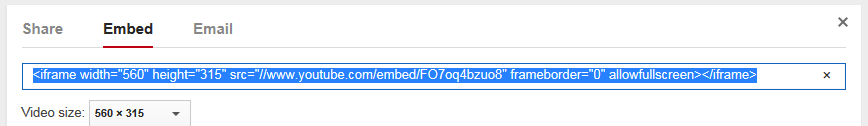 Share Embed Email
<iframe width="560" height="315" src="//www.youtube.com/embed/FO7oq4bzuo8" frameborder="0" allowfullscreen></iframe>
Video size: 560 × 315